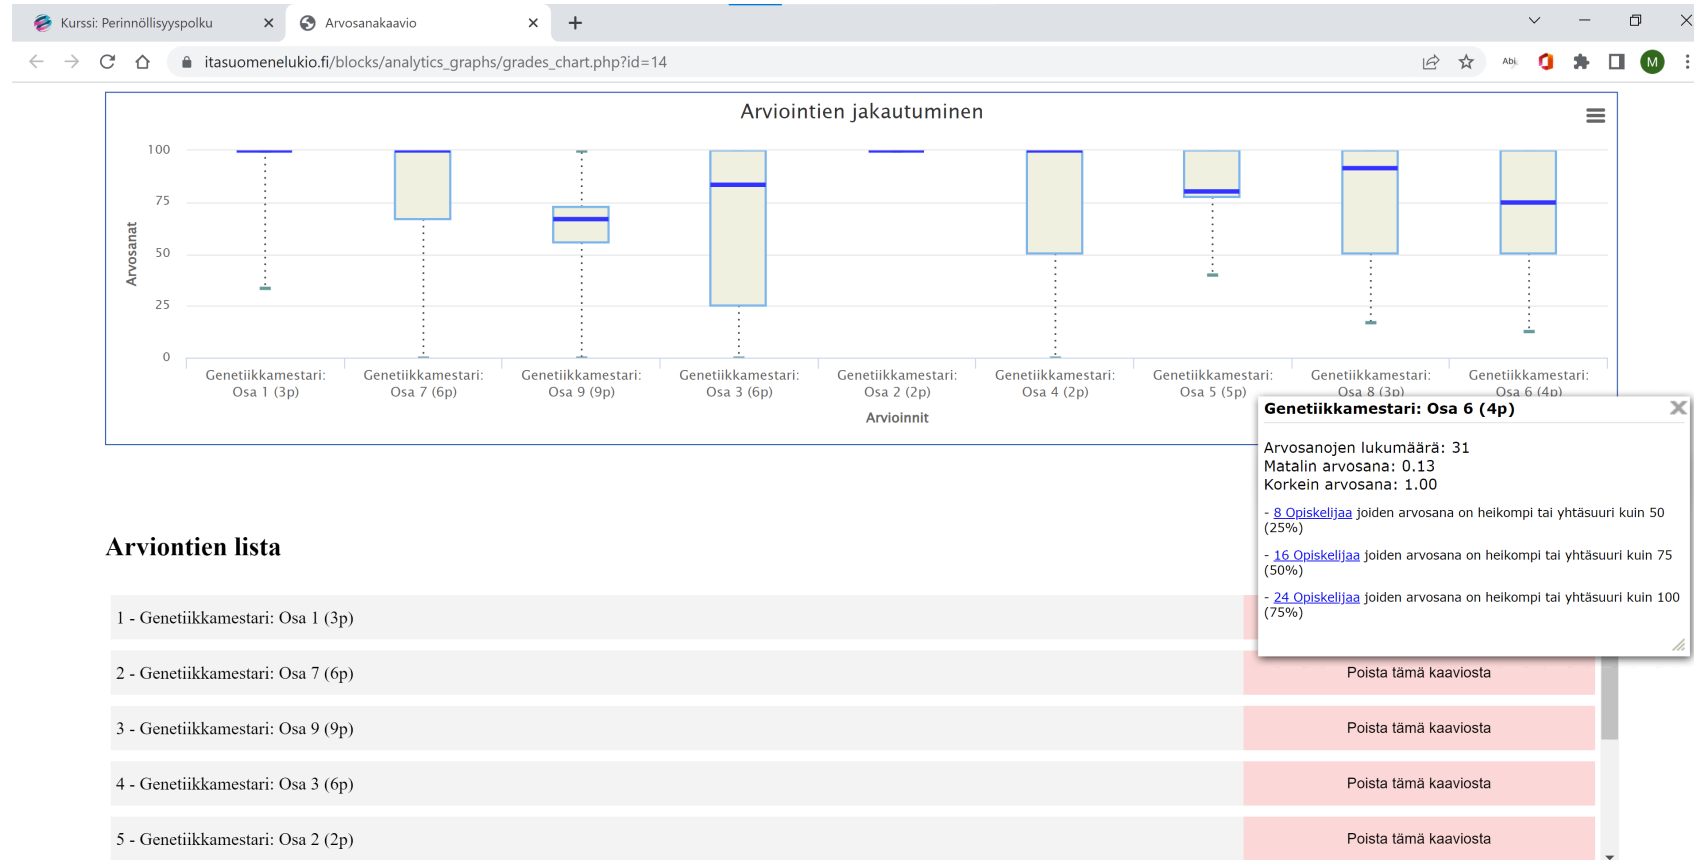 Kurssi: Perinnöllisyyspolku
Arvosanakaavio
itasuomenelukio.fi/blocks/analytics_graphs/grades_chart.php?id=14
M
Arviointien jakautuminen
Arvosanat
100
75
50
25
0
Genetiikkamestari:
Osa 1 (3p)
Genetiikkamestari:
Osa 7 (6p)
Genetiikkamestari:
Osa 9 (9p)
Genetiikkamestari:
Osa 3 (6p)
Genetiikkamestari:
Osa 2 (2p)
Genetiikkamestari:
Osa 4 (2p)
Genetiikkamestari:
Osa 5 (5p)
Genetiikkamestari:
Osa 8 (3p)
Genetiikkamestari:
Osa 6 (4p)
Arvioinnit
Genetiikkamestari: Osa 6 (4p)
Arvosanojen lukumäärä: 31
Matalin arvosana: 0.13
Korkein arvosana: 1.00
- 8 Opiskelijaa joiden arvosana on heikompi tai yhtäsuuri kuin 50
(25%)
- 16 Opiskelijaa joiden arvosana on heikompi tai yhtäsuuri kuin 75
(50%)
- 24 Opiskelijaa joiden arvosana on heikompi tai yhtäsuuri kuin 100
(75%)
Arviontien lista
1 - Genetiikkamestari: Osa 1 (3p)
2 - Genetiikkamestari: Osa 7 (6p)
Poista tämä kaaviosta
3 - Genetiikkamestari: Osa 9 (9p)
Poista tämä kaaviosta
4 - Genetiikkamestari: Osa 3 (6p)
Poista tämä kaaviosta
5 - Genetiikkamestari: Osa 2 (2p)
Poista tämä kaaviosta